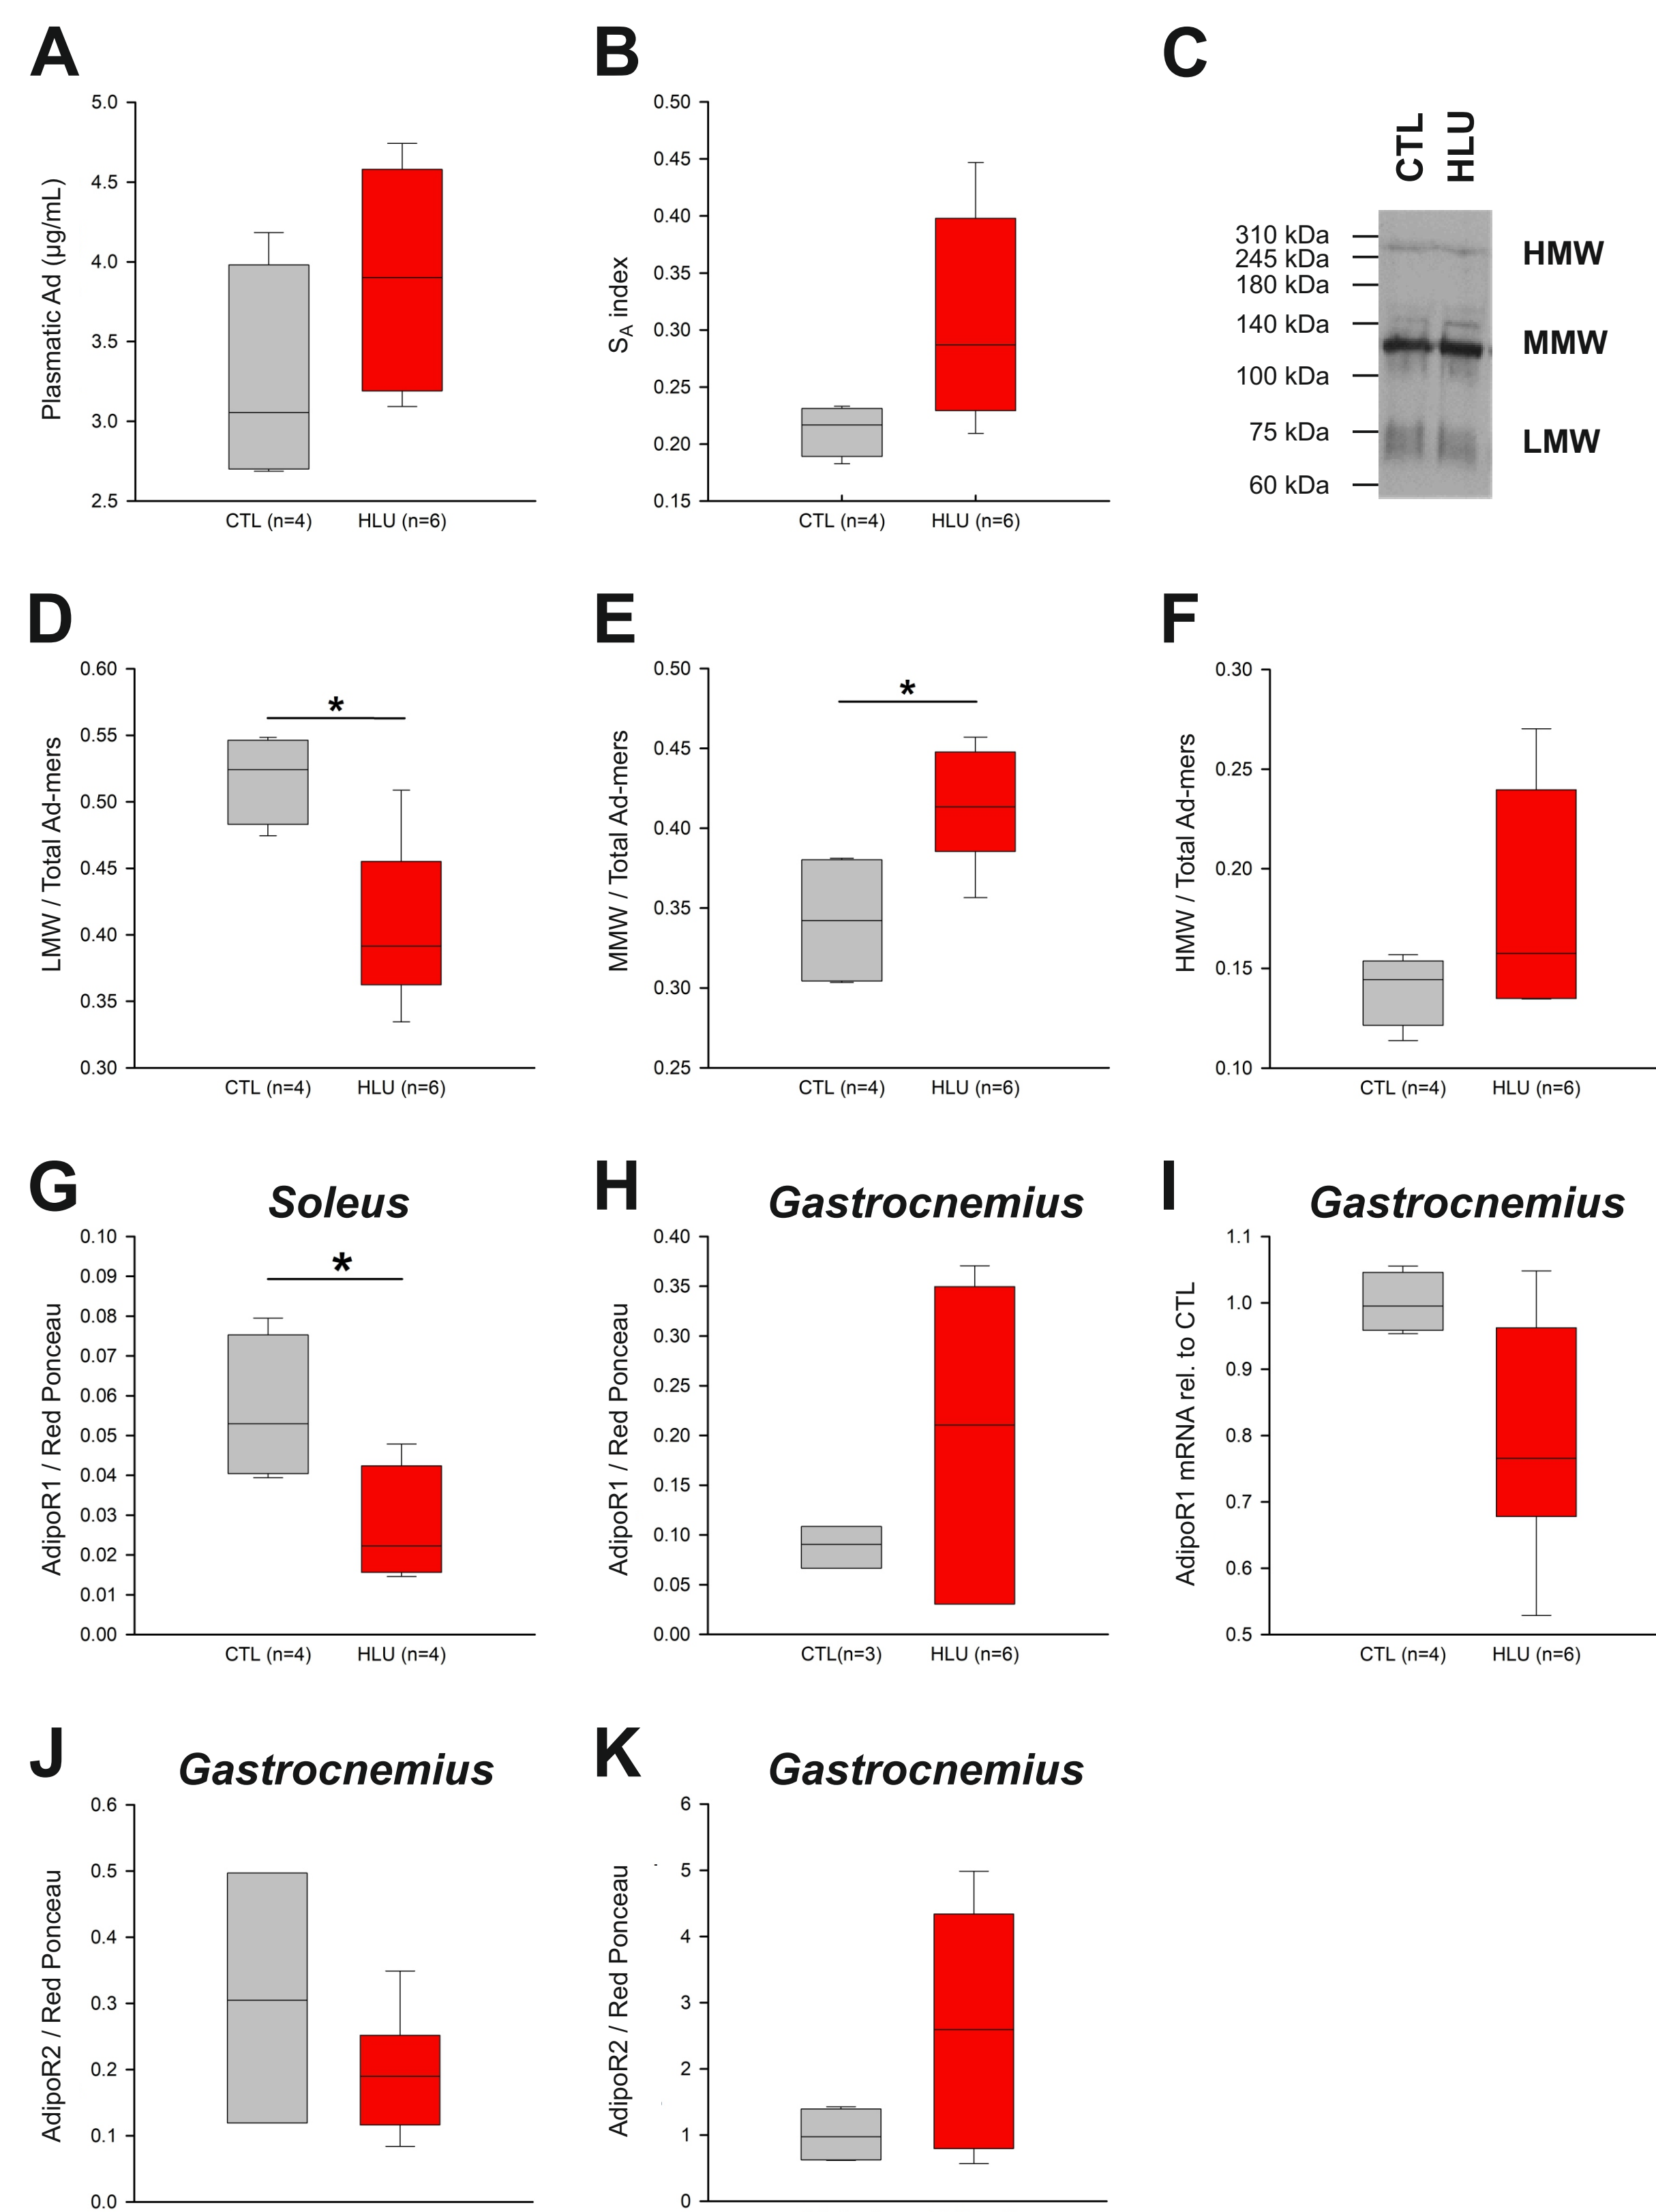 A
5.0
4.5
4.0
3.5
3.0
2.5
Plasmatic Ad (µg/mL)
CTL (n=4) HLU (n=6)
B
0.50
0.45
0.40
0.35
0.30
0.25
0.20
0.15
SA index
CTL (n=4) HLU (n=6)
C
CTL
HLU
310 kDa
245 kDa
180 kDa
140 kDa
100 kDa
75 kDa
60 kDa
HMW
MMW
LMW
D
0.60
0.55
0.50
0.45
0.40
0.35
0.30
LMW / Total Ad-mers
*
CTL (n=4) HLU (n=6)
E
0.50
0.45
0.40
0.35
0.30
0.25
MMW / Total Ad-mers
*
CTL (n=4) HLU (n=6)
F
0.30
0.25
0.20
0.15
0.10
HMW / Total Ad-mers
CTL (n=4) HLU (n=6)
G
Soleus
0.10
0.09
0.08
0.07
0.06
0.05
0.04
0.03
0.02
0.01
0.00
AdipoR1 / Red Ponceau
*
CTL (n=4) HLU (n=4)
H
Gastrocnemius
0.40
0.35
0.30
0.25
0.20
0.15
0.10
0.05
0.00
AdipoR1 / Red Ponceau
CTL(n=3) HLU (n=6)
I
Gastrocnemius
1.1
1.0
0.9
0.8
0.7
0.6
0.5
AdipoR1 mRNA rel. to CTL
CTL (n=4) HLU (n=6)
J
Gastrocnemius
0.6
0.5
0.4
0.3
0.2
0.1
0.0
AdipoR2 / Red Ponceau
K
Gastrocnemius
6
5
4
3
2
1
0
AdipoR2 / Red Ponceau